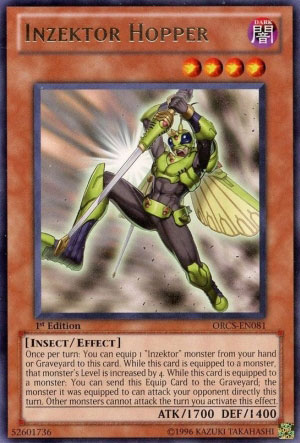 INZEKTOR HOPPER
DARK
闇
ORCS-EN081
1st Edition
[INSECT/EFFECT]
Once per turn: You can equip 1 "Inzektor" monster from your hand
or Graveyard to this card. While this card is equipped to a monster,
that monster's Level is increased by 4. While this card is equipped to
a monster: You can send this Equip Card to the Graveyard; the
monster it was equipped to can attack your opponent directly this
turn. Other monsters cannot attack the turn you activate this effect.
ATK/1700 DEF/1400
52601736
©1996 KAZUKI TAKAHASHI